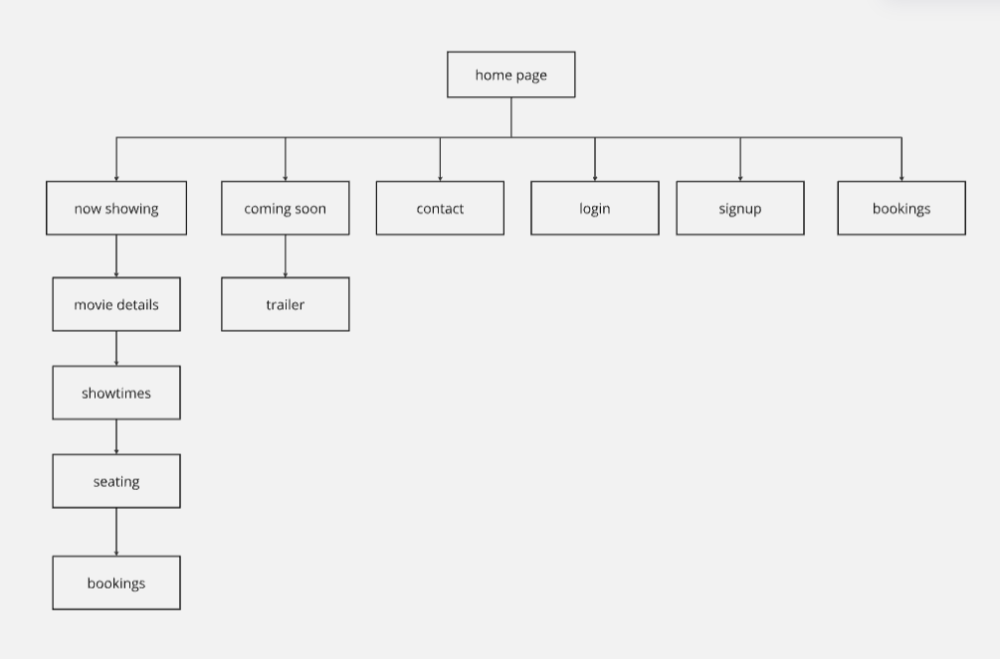 home page
now showing
coming soon
contact
login
signup
bookings
movie details
trailer
showtimes
seating
bookings